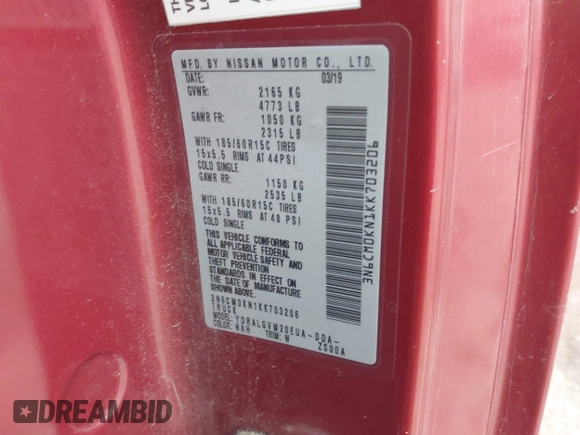 MFD. BY NISSAN MOTOR CO., LTD.
DATE: 03/19
GVWR: 2165 KG
4773 LB
GAWR FR: 1050 KG
2315 LB
WITH 185/60R15C TIRES
15x5.5 RIMS AT 44PSI
COLD SINGLE
GAWR RR: 1150 KG
2535 LB
WITH 185/60R15C TIRES
15x5.5 RIMS AT 48 PSI
COLD SINGLE
THIS VEHICLE CONFORMS TO
ALL APPLICABLE FEDERAL
MOTOR VEHICLE SAFETY AND
THEFT PREVENTION
STANDARDS IN EFFECT ON
THE DATE OF MANUFACTURE
SHOWN ABOVE.
3N6CM0KN1KK703206
TRUCK
MODEL: YDRALGVM20EUA-DDA-
COLOR: NAH TRIM: W ZS00A
3N6CM0KN1KK703206
DREAMBID